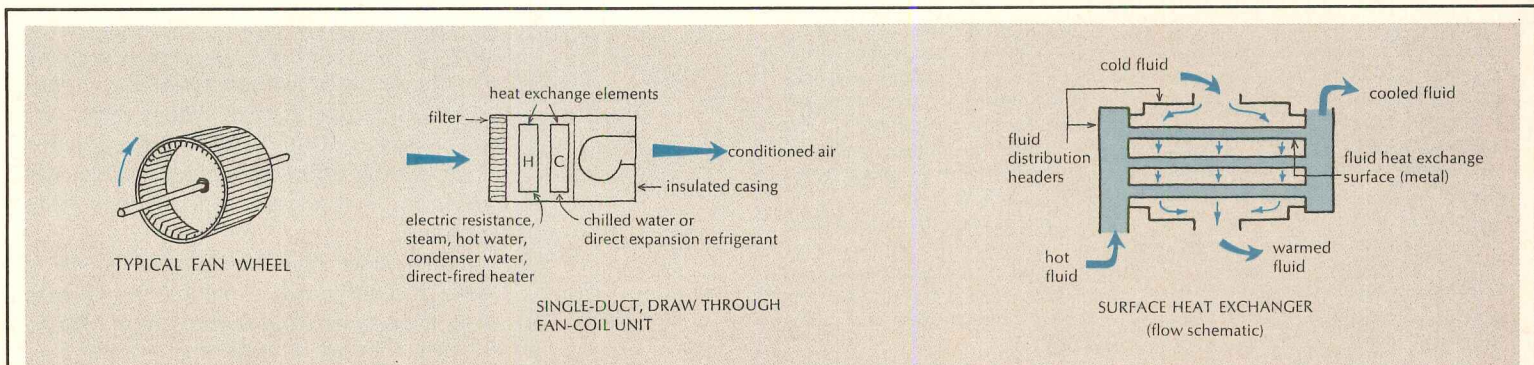 TYPICAL FAN WHEEL
heat exchange elements
filter
H
C
conditioned air
insulated casing
electric resistance,
steam, hot water,
condenser water,
direct-fired heater
chilled water or
direct expansion refrigerant
SINGLE-DUCT, DRAW THROUGH
FAN-COIL UNIT
cold fluid
cooled fluid
fluid
distribution
headers
fluid heat exchange
surface (metal)
hot
fluid
warmed
fluid
SURFACE HEAT EXCHANGER
(flow schematic)